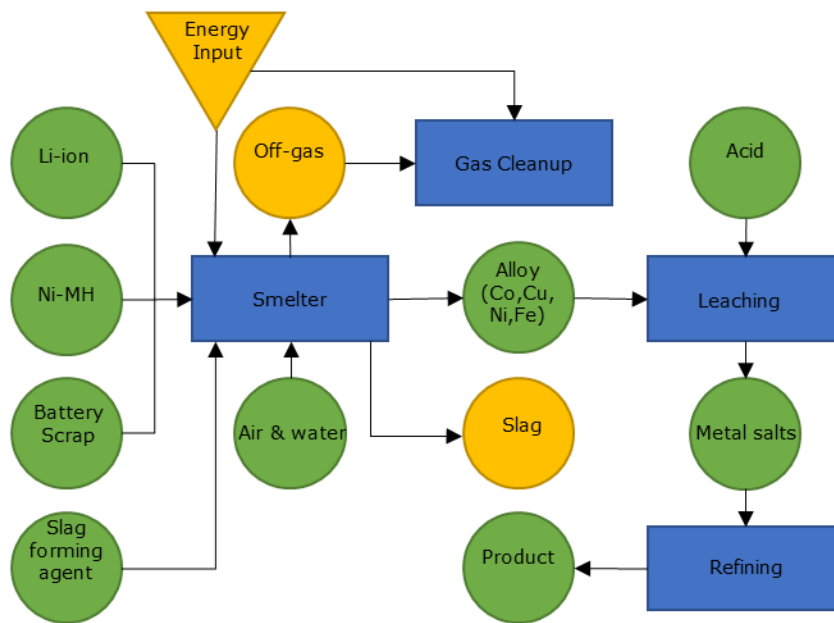 Energy
Input
Li-ion
Off-gas
Gas Cleanup
Acid
Ni-MH
Smelter
Alloy
(Co,Cu,
Ni,Fe)
Leaching
Battery
Scrap
Air & water
Slag
Metal salts
Slag
forming
agent
Product
Refining